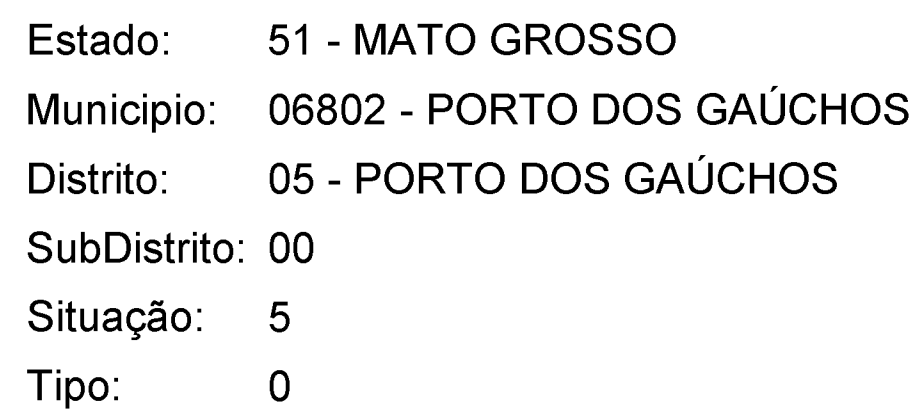 Estado: 51 - MATO GROSSO
Municipio: 06802 - PORTO DOS GAÚCHOS
Distrito: 05 - PORTO DOS GAÚCHOS
SubDistrito: 00
Situação: 5
Tipo: 0